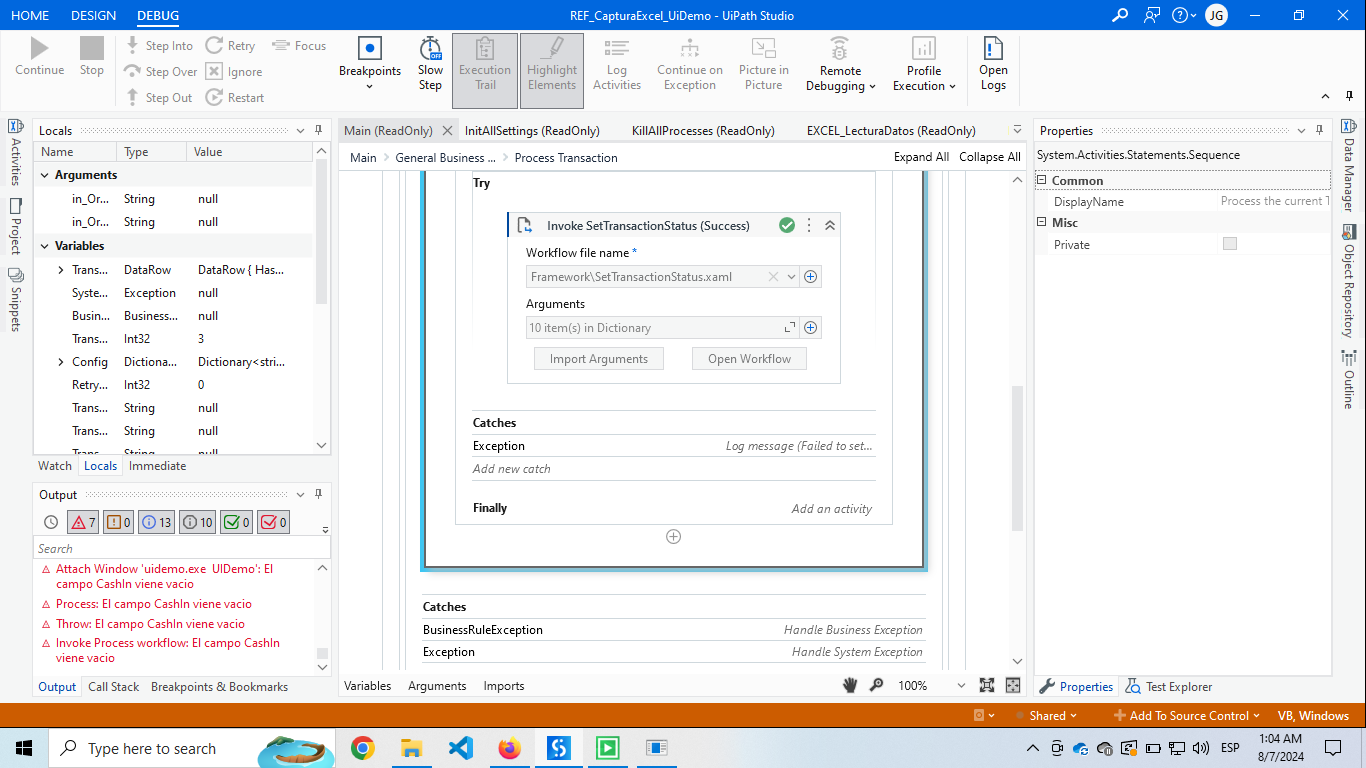 HOME DESIGN DEBUG REF_CapturaExcel_UiDemo - UiPath Studio JG
Continue
Stop
Step Into
Step Over
Step Out
Retry
Ignore
Restart
Focus
Breakpoints
Slow
Step
Execution
Trail
Highlight
Elements
Log
Activities
Continue on
Exception
Picture in
Picture
Remote
Debugging
Profile
Execution
Open
Logs
Activities
Project
Snippets
Locals
Name Type Value
Arguments
in_Or... String null
in_Or... String null
Variables
Trans... DataRow DataRow { Has...
Syste... Exception null
Busin... Business... null
Trans... Int32 3
Config Dictiona... Dictionary<stri...
Retry... Int32 0
Trans... String null
Trans... String null
Trans... String null
Watch Locals Immediate
Output
7 0 13 10 0 0
Search
Attach Window 'uidemo.exe UIDemo': El
campo CashIn viene vacio
Process: El campo CashIn viene vacio
Throw: El campo CashIn viene vacio
Invoke Process workflow: El campo CashIn
viene vacio
Output Call Stack Breakpoints & Bookmarks
Main (ReadOnly) InitAllSettings (ReadOnly) KillAllProcesses (ReadOnly) EXCEL_LecturaDatos (ReadOnly)
Main > General Business ... > Process Transaction Expand All Collapse All
Try
Invoke SetTransactionStatus (Success)
Workflow file name *
Framework\SetTransactionStatus.xaml
Arguments
10 item(s) in Dictionary
Import Arguments Open Workflow
Catches
Exception Log message (Failed to set...
Add new catch
Finally Add an activity
Catches
BusinessRuleException Handle Business Exception
Exception Handle System Exception
Variables Arguments Imports 100%
Properties
System.Activities.Statements.Sequence
Common
DisplayName Process the current T
Misc
Private
Properties Test Explorer
Data Manager
Object Repository
Outline
Shared Add To Source Control VB, Windows
Type here to search
ESP
1:04 AM
8/7/2024